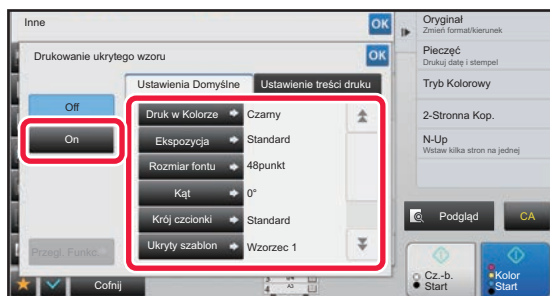 Inne
OK
Drukowanie ukrytego wzoru
OK
Ustawienia Domyślne
Ustawienie treści druku
Off
On
Druk w Kolorze
Czarny
Ekspozycja
Standard
Rozmiar fontu
48punkt
Kąt
0°
Krój czcionki
Standard
Ukryty szablon
Wzorzec 1
Przegl. Funkc.
Cofnij
A3
Oryginał
Zmień format/kierunek
Pieczęć
Drukuj datę i stempel
Tryb Kolorowy
2-Stronna Kop.
N-Up
Wstaw kilka stron na jednej
Podgląd
CA
Cz.-b.
Start
Kolor
Start